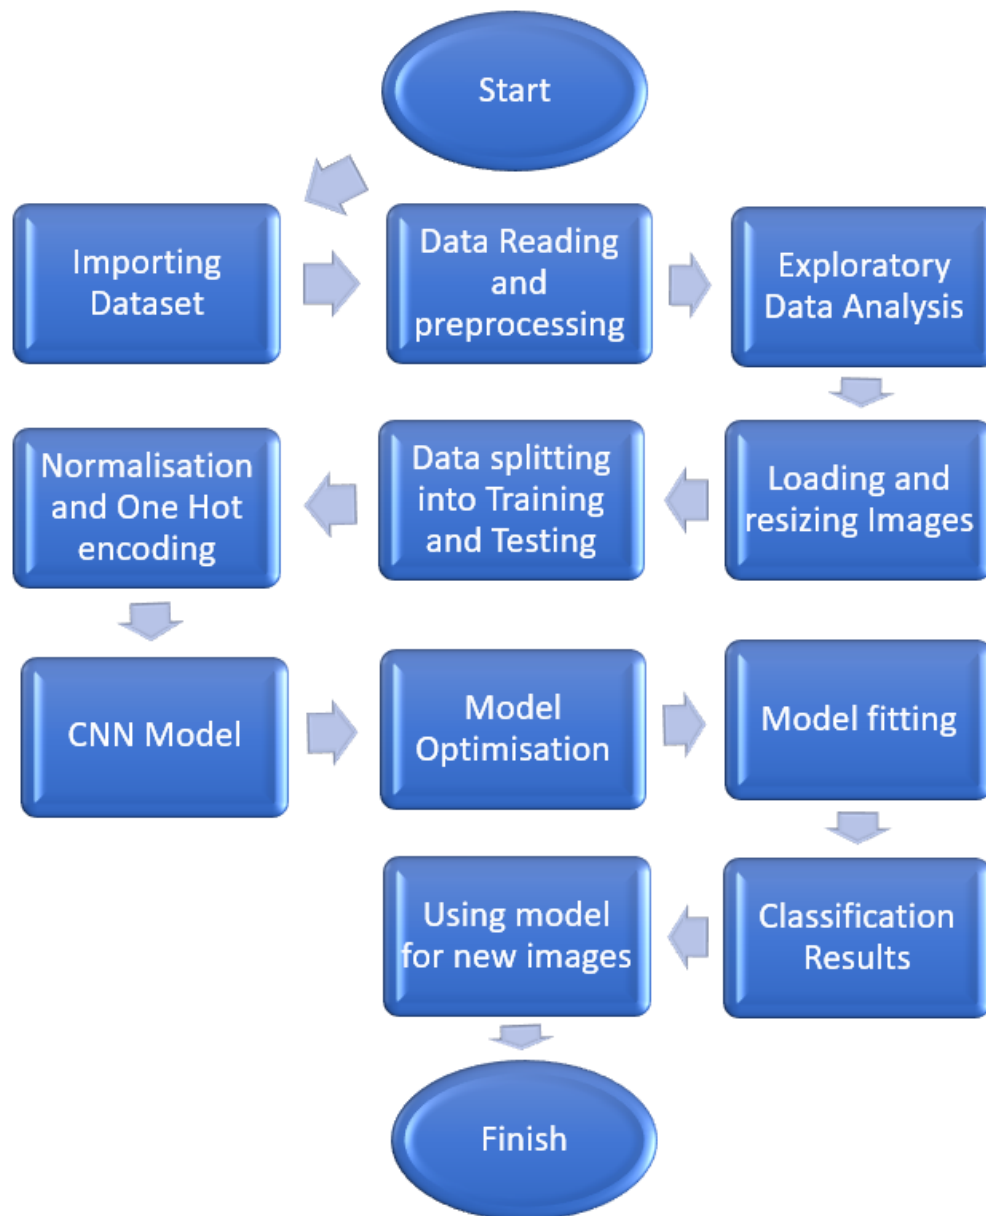 Start
Importing
Dataset
Data Reading
and
preprocessing
Exploratory
Data Analysis
Loading and
resizing Images
Data splitting
into Training
and Testing
Normalisation
and One Hot
encoding
CNN Model
Model
Optimisation
Model fitting
Classification
Results
Using model
for new images
Finish